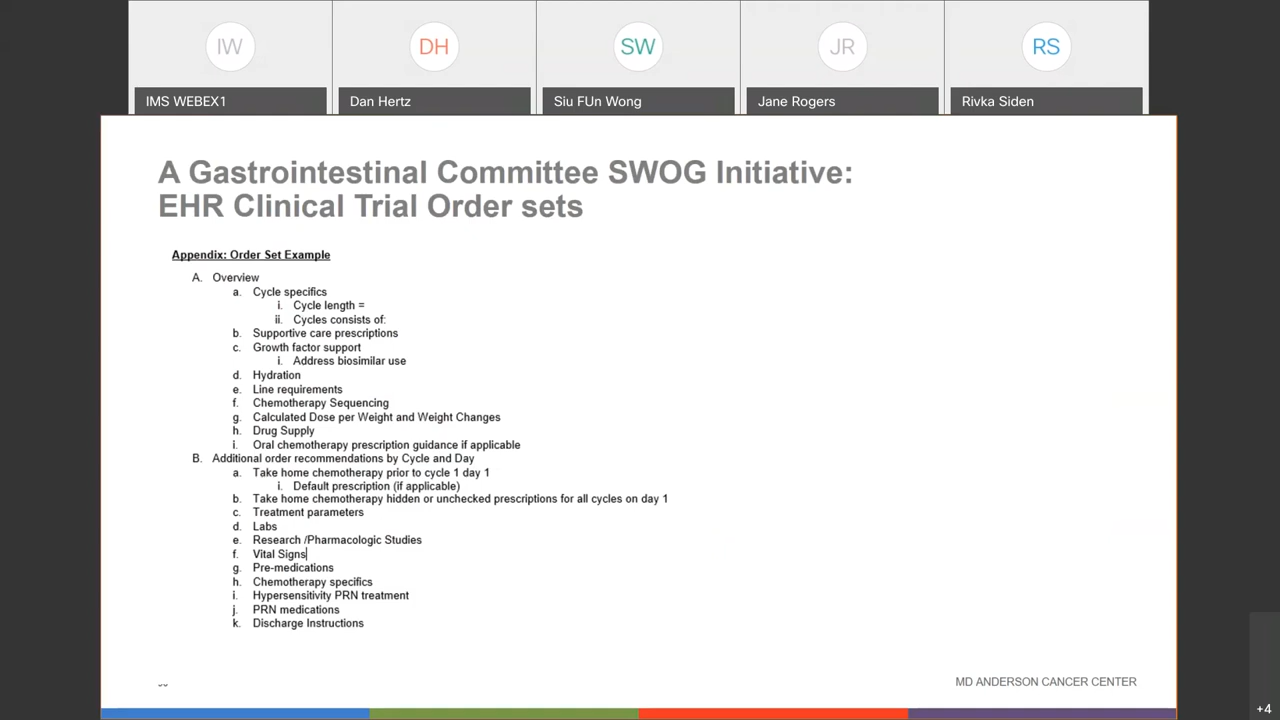 IW
DH
SW
JR
RS
IMS WEBEX1
Dan Hertz
Siu FUn Wong
Jane Rogers
Rivka Siden
A Gastrointestinal Committee SWOG Initiative:
EHR Clinical Trial Order sets
Appendix: Order Set Example
A. Overview
a. Cycle specifics
i. Cycle length =
ii. Cycles consists of:
b. Supportive care prescriptions
c. Growth factor support
i. Address biosimilar use
d. Hydration
e. Line requirements
f. Chemotherapy Sequencing
g. Calculated Dose per Weight and Weight Changes
h. Drug Supply
i. Oral chemotherapy prescription guidance if applicable
B. Additional order recommendations by Cycle and Day
a. Take home chemotherapy prior to cycle 1 day 1
i. Default prescription (if applicable)
b. Take home chemotherapy hidden or unchecked prescriptions for all cycles on day 1
c. Treatment parameters
d. Labs
e. Research /Pharmacologic Studies
f. Vital Signs
g. Pre-medications
h. Chemotherapy specifics
i. Hypersensitivity PRN treatment
j. PRN medications
k. Discharge Instructions
MD ANDERSON CANCER CENTER
+4